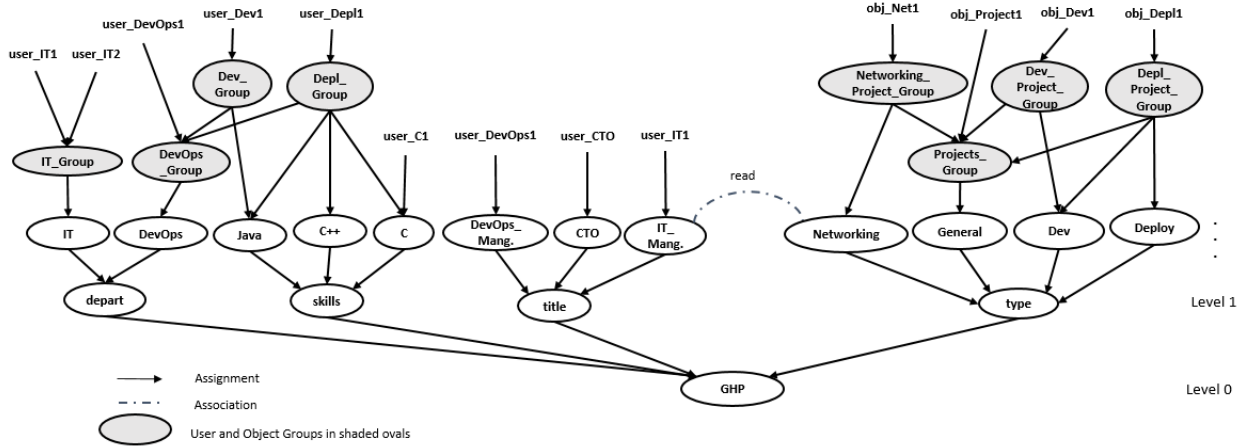 user_Dev1
user_Depl1
obj_Net1
obj_Project1
obj_Dev1
obj_Depl1
user_DevOps1
user_IT1
user_IT2
Dev_
Group
Depl_
Group
Networking_
Project_Group
Dev_
Project_
Group
Depl_
Project_
Group
user_C1
user_DevOps1
user_CTO
user_IT1
IT_Group
DevOps
_Group
Projects_
Group
read
IT
DevOps
Java
C++
C
DevOps_
Mang.
CTO
IT_
Mang.
Networking
General
Dev
Deploy
depart
skills
title
type
Level 1
GHP
Level 0
Assignment
Association
User and Object Groups in shaded ovals